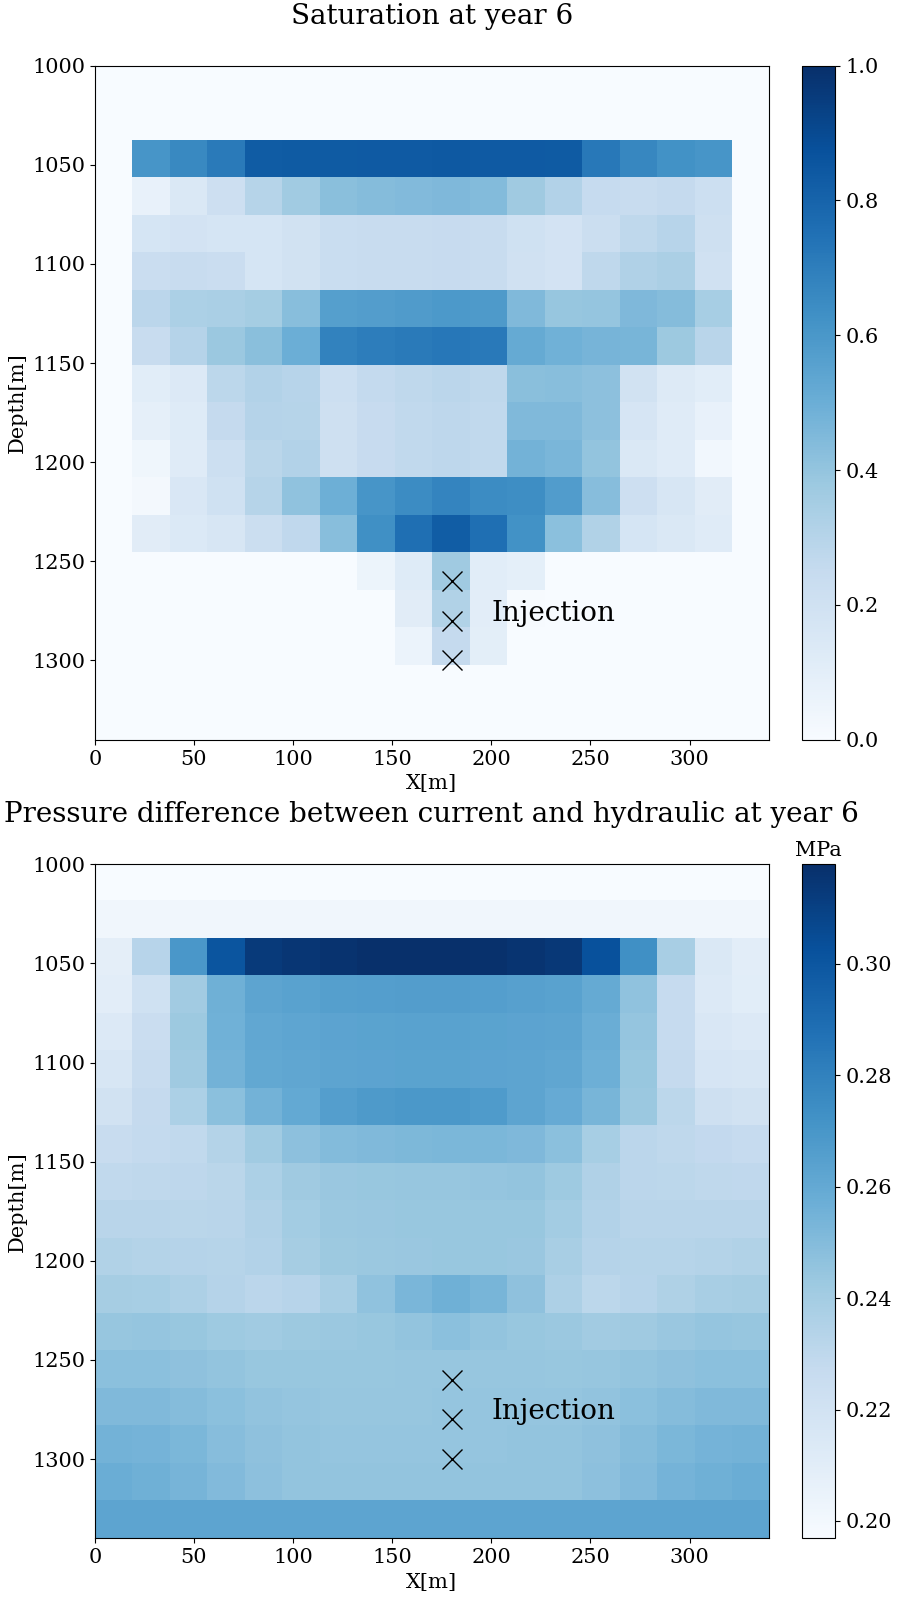 Saturation at year 6
1000
1050
1100
1150
1200
1250
1300
Depth[m]
Injection
0 50 100 150 200 250 300
X[m]
1.0
0.8
0.6
0.4
0.2
0.0
Pressure difference between current and hydraulic at year 6
MPa
1000
1050
1100
1150
1200
1250
1300
Depth[m]
Injection
0 50 100 150 200 250 300
X[m]
0.30
0.28
0.26
0.24
0.22
0.20